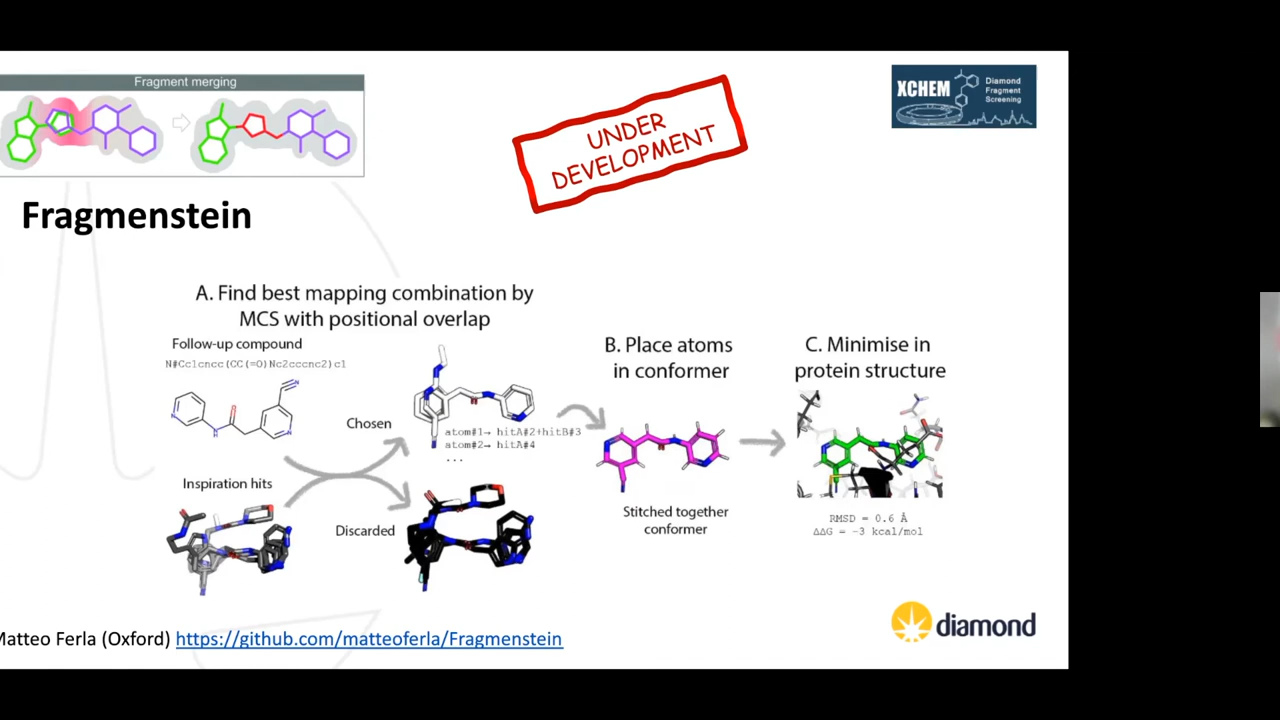 Fragment merging
UNDER
DEVELOPMENT
XCHEM
Diamond
Fragment
Screening
Fragmenstein
A. Find best mapping combination by
MCS with positional overlap
Follow-up compound
N#Cc1cncc(CC(=O)Nc2cccnc2)c1
Chosen
atom#1→ hitA#2+hitB#3
atom#2→ hitA#4
...
Inspiration hits
Discarded
B. Place atoms
in conformer
Stitched together
conformer
C. Minimise in
protein structure
RMSD = 0.6 Å
ΔΔG = -3 kcal/mol
Matteo Ferla (Oxford) https://github.com/matteoferla/Fragmenstein
diamond